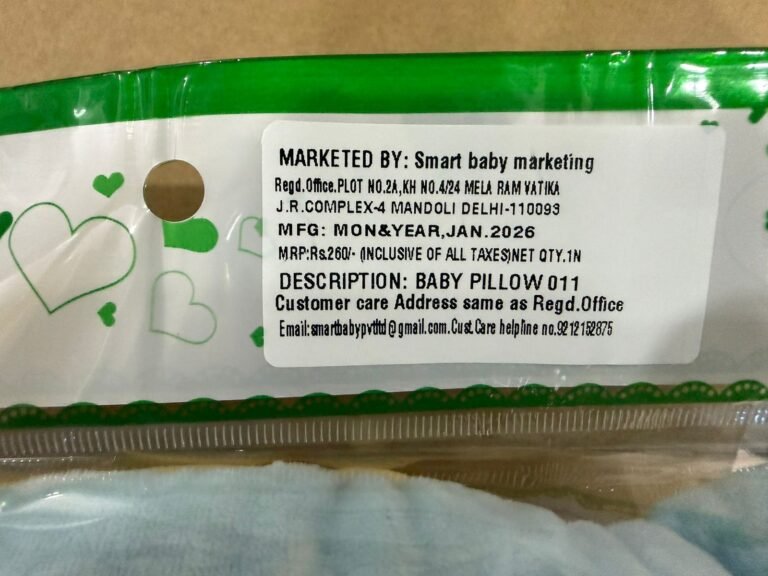 MARKETED BY: Smart baby marketing
Regd.Office.PLOT NO.2A,KH NO.4/24 MELA RAM VATIKA
J.R.COMPLEX-4 MANDOLI DELHI-110093
MFG: MON&YEAR,JAN.2026
MRP:Rs.260/- (INCLUSIVE OF ALL TAXES)NET QTY.1N
DESCRIPTION: BABY PILLOW 011
Customer care Address same as Regd.Office
Email:smartbabypvtltd@gmail.com.Cust.Care helpline no.9212152875